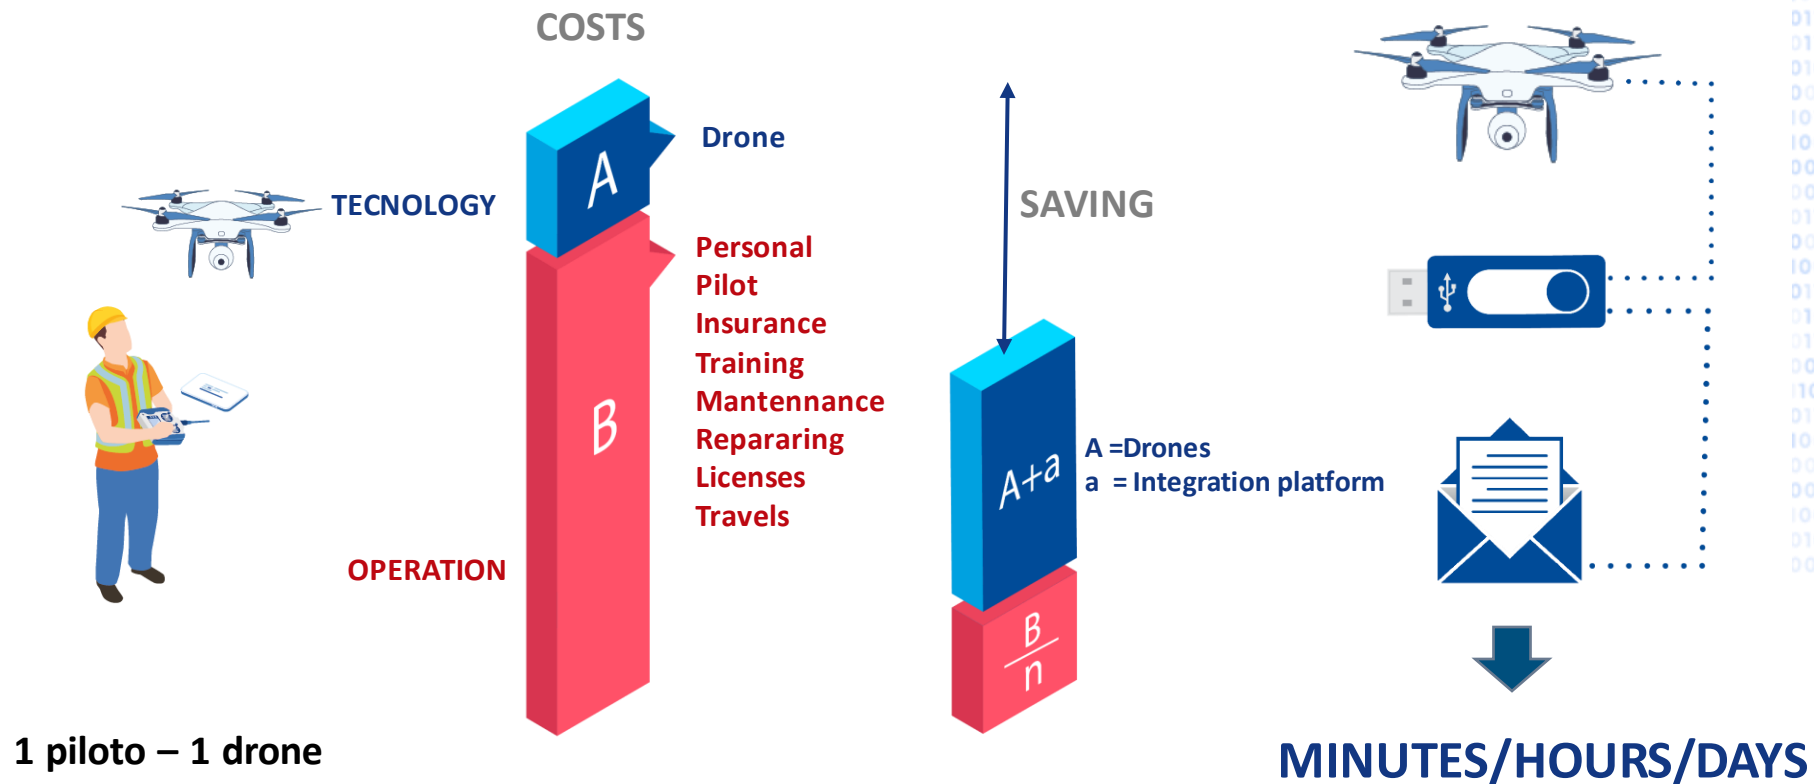 COSTS
Drone
A
TECNOLOGY
SAVING
Personal
Pilot
Insurance
Training
Mantennance
Repararing
Licenses
Travels
B
A+a
A =Drones
a = Integration platform
OPERATION
B
n
1 piloto – 1 drone
MINUTES/HOURS/DAYS